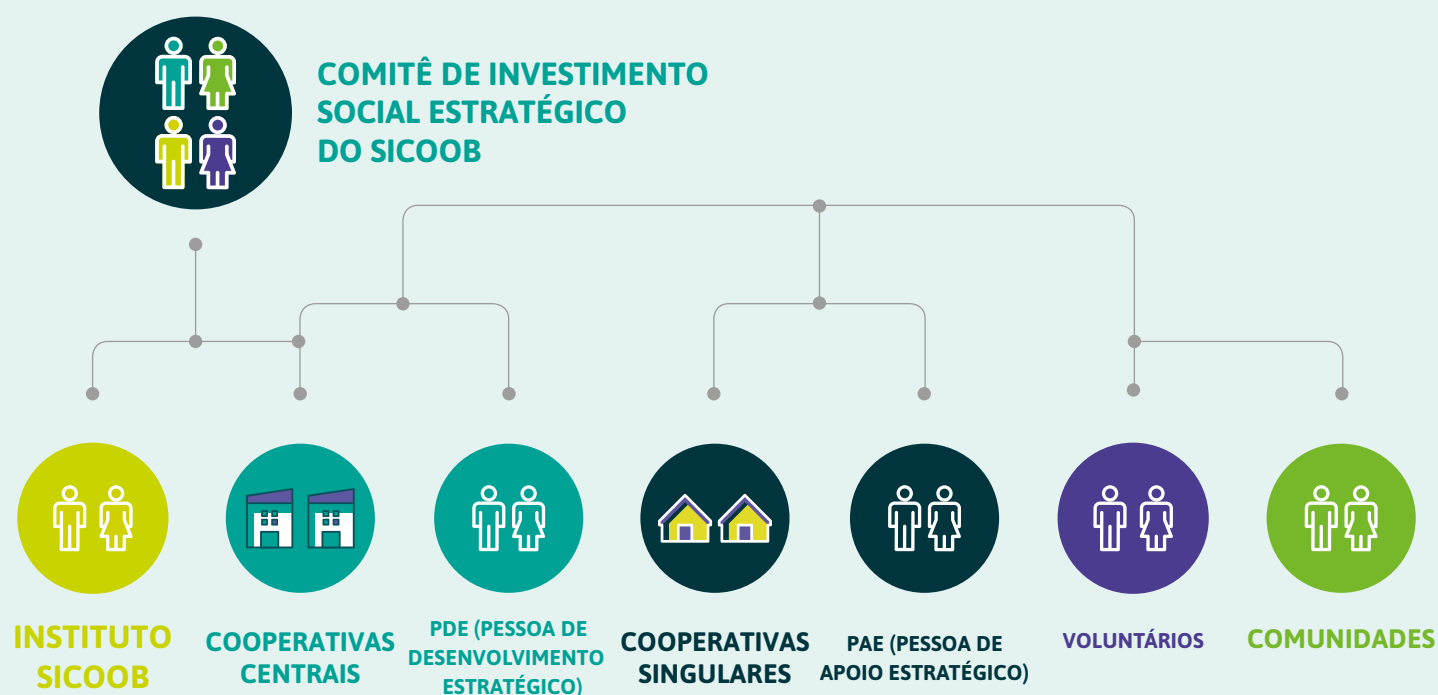 COMITÊ DE INVESTIMENTO
SOCIAL ESTRATÉGICO
DO SICOOB
INSTITUTO
SICOOB
COOPERATIVAS
CENTRAIS
PDE (PESSOA DE
DESENVOLVIMENTO
ESTRATÉGICO)
COOPERATIVAS
SINGULARES
PAE (PESSOA DE
APOIO ESTRATÉGICO)
VOLUNTÁRIOS
COMUNIDADES